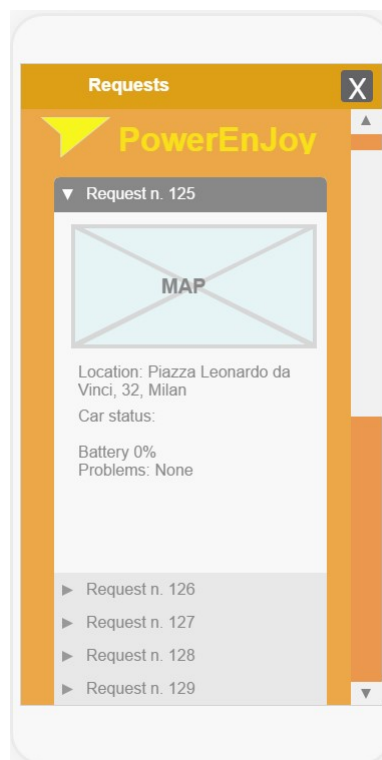 Requests
X
PowerEnJoy
▼ Request n. 125
MAP
Location: Piazza Leonardo da
Vinci, 32, Milan
Car status:
Battery 0%
Problems: None
► Request n. 126
► Request n. 127
► Request n. 128
► Request n. 129